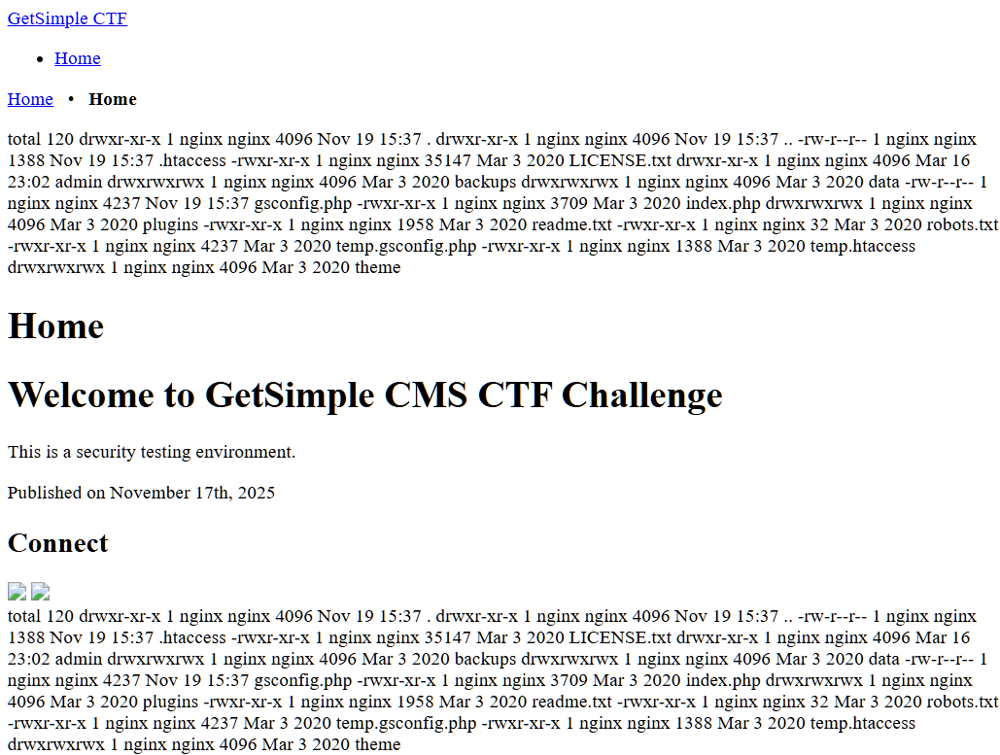 GetSimple CTF
• Home
Home • Home
total 120 drwxr-xr-x 1 nginx nginx 4096 Nov 19 15:37 . drwxr-xr-x 1 nginx nginx 4096 Nov 19 15:37 .. -rw-r--r-- 1 nginx nginx
1388 Nov 19 15:37 .htaccess -rwxr-xr-x 1 nginx nginx 35147 Mar 3 2020 LICENSE.txt drwxr-xr-x 1 nginx nginx 4096 Mar 16
23:02 admin drwxrwxrwx 1 nginx nginx 4096 Mar 3 2020 backups drwxrwxrwx 1 nginx nginx 4096 Mar 3 2020 data -rw-r--r-- 1
nginx nginx 4237 Nov 19 15:37 gsconfig.php -rwxr-xr-x 1 nginx nginx 3709 Mar 3 2020 index.php drwxrwxrwx 1 nginx nginx
4096 Mar 3 2020 plugins -rwxr-xr-x 1 nginx nginx 1958 Mar 3 2020 readme.txt -rwxr-xr-x 1 nginx nginx 32 Mar 3 2020 robots.txt
-rwxr-xr-x 1 nginx nginx 4237 Mar 3 2020 temp.gsconfig.php -rwxr-xr-x 1 nginx nginx 1388 Mar 3 2020 temp.htaccess
drwxrwxrwx 1 nginx nginx 4096 Mar 3 2020 theme
Home
Welcome to GetSimple CMS CTF Challenge
This is a security testing environment.
Published on November 17th, 2025
Connect
total 120 drwxr-xr-x 1 nginx nginx 4096 Nov 19 15:37 . drwxr-xr-x 1 nginx nginx 4096 Nov 19 15:37 .. -rw-r--r-- 1 nginx nginx
1388 Nov 19 15:37 .htaccess -rwxr-xr-x 1 nginx nginx 35147 Mar 3 2020 LICENSE.txt drwxr-xr-x 1 nginx nginx 4096 Mar 16
23:02 admin drwxrwxrwx 1 nginx nginx 4096 Mar 3 2020 backups drwxrwxrwx 1 nginx nginx 4096 Mar 3 2020 data -rw-r--r-- 1
nginx nginx 4237 Nov 19 15:37 gsconfig.php -rwxr-xr-x 1 nginx nginx 3709 Mar 3 2020 index.php drwxrwxrwx 1 nginx nginx
4096 Mar 3 2020 plugins -rwxr-xr-x 1 nginx nginx 1958 Mar 3 2020 readme.txt -rwxr-xr-x 1 nginx nginx 32 Mar 3 2020 robots.txt
-rwxr-xr-x 1 nginx nginx 4237 Mar 3 2020 temp.gsconfig.php -rwxr-xr-x 1 nginx nginx 1388 Mar 3 2020 temp.htaccess
drwxrwxrwx 1 nginx nginx 4096 Mar 3 2020 theme